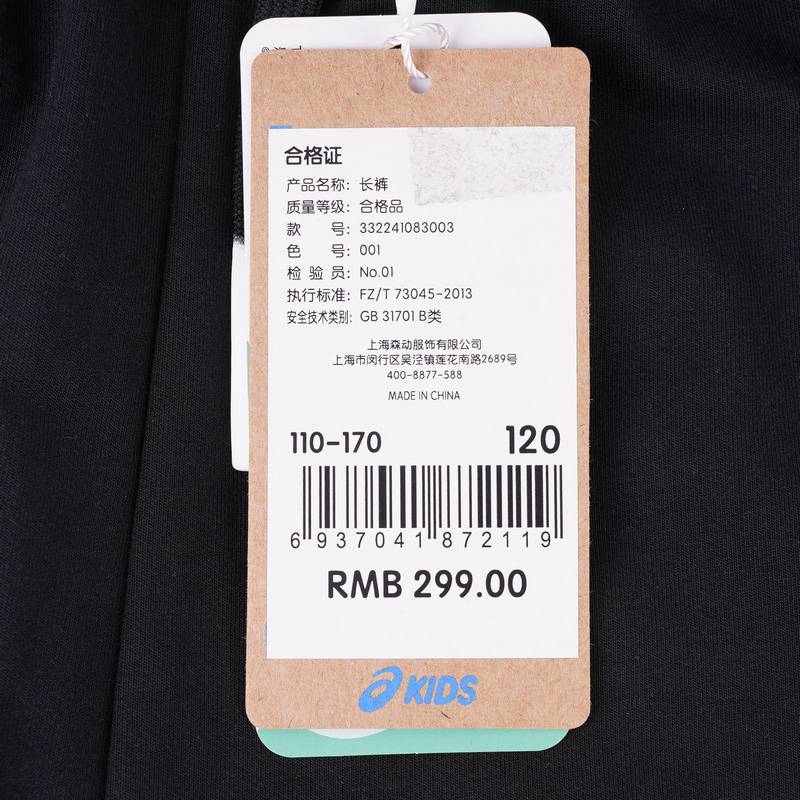 合格证
产品名称：长裤
质量等级：合格品
款 号：332241083003
色 号：001
检 验 员：No.01
执行标准：FZ/T 73045-2013
安全技术类别：GB 31701 B类
上海森动服饰有限公司
上海市闵行区吴泾镇莲花南路2689号
400-8877-588
MADE IN CHINA
110-170 120
6 937041 872119
RMB 299.00
KIDS